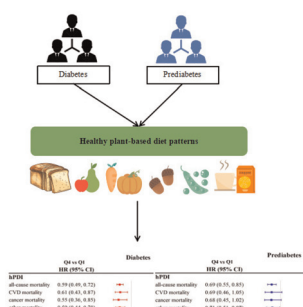 Diabetes
Prediabetes
Healthy plant-based diet patterns
Diabetes
Prediabetes
Q4 vs Q1
HR (95% CI)
Q4 vs Q1
HR (95% CI)
hPDI
hPDI
all-cause mortality 0.59 (0.49, 0.72)
all-cause mortality 0.69 (0.55, 0.85)
CVD mortality 0.61 (0.43, 0.87)
CVD mortality 0.69 (0.46, 1.05)
cancer mortality 0.55 (0.36, 0.85)
cancer mortality 0.68 (0.45, 1.02)